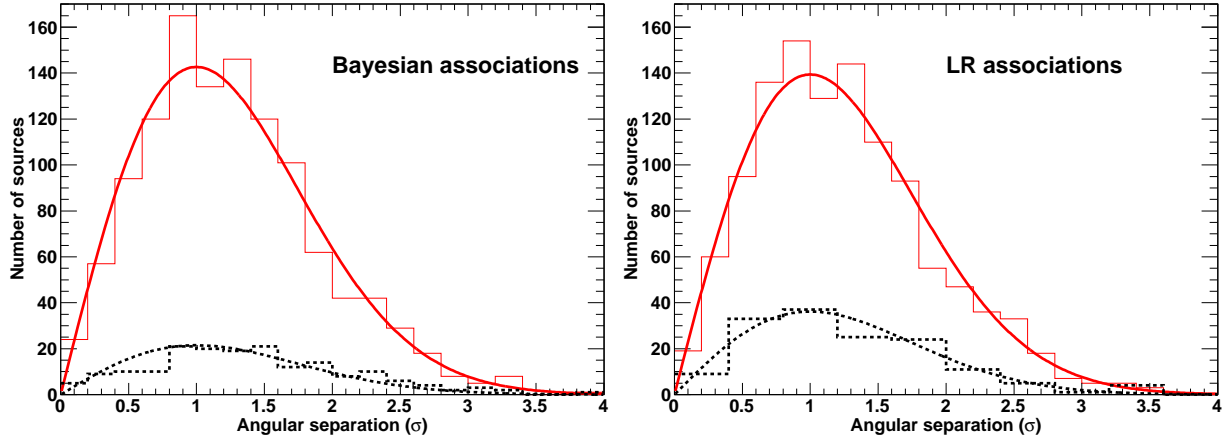 Number of sources
160
140
120
100
80
60
40
20
0
Bayesian associations
0 0.5 1 1.5 2 2.5 3 3.5 4
Angular separation (σ)
Number of sources
160
140
120
100
80
60
40
20
0
LR associations
0 0.5 1 1.5 2 2.5 3 3.5 4
Angular separation (σ)